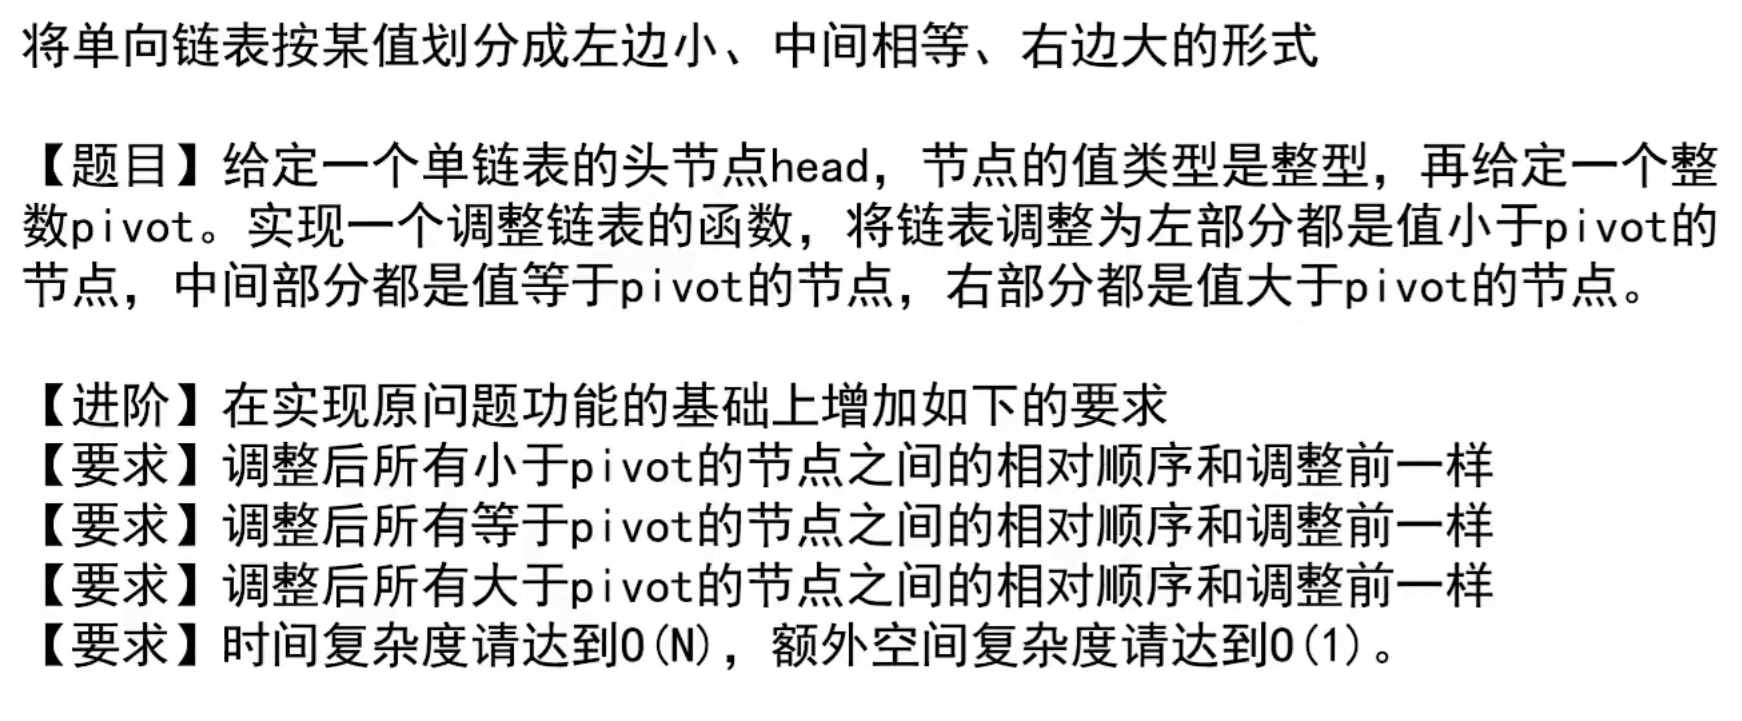 将单向链表按某值划分成左边小、中间相等、右边大的形式
【题目】给定一个单链表的头节点head，节点的值类型是整型，再给定一个整
数pivot。实现一个调整链表的函数，将链表调整为左部分都是值小于pivot的
节点，中间部分都是值等于pivot的节点，右部分都是值大于pivot的节点。
【进阶】在实现原问题功能的基础上增加如下的要求
【要求】调整后所有小于pivot的节点之间的相对顺序和调整前一样
【要求】调整后所有等于pivot的节点之间的相对顺序和调整前一样
【要求】调整后所有大于pivot的节点之间的相对顺序和调整前一样
【要求】时间复杂度请达到O(N)，额外空间复杂度请达到O(1)。